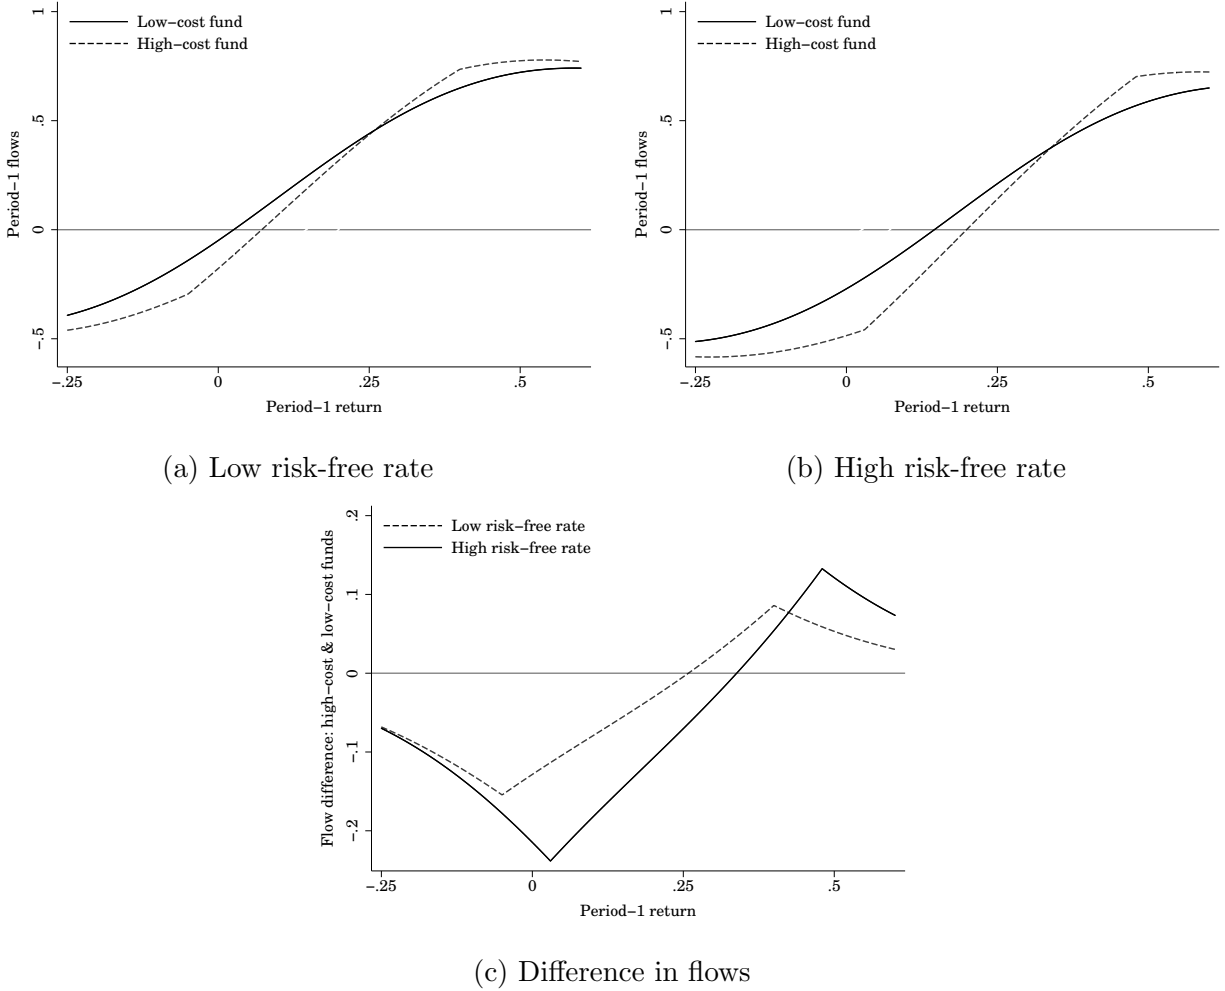 Low−cost fund
High−cost fund
Period−1 flows
1
.5
0
−.5
−.25
0
.25
.5
Period−1 return
(a) Low risk-free rate
Low−cost fund
High−cost fund
Period−1 flows
1
.5
0
−.5
−.25
0
.25
.5
Period−1 return
(b) High risk-free rate
Low risk−free rate
High risk−free rate
Flow difference: high−cost & low−cost funds
.2
.1
0
−.1
−.2
−.25
0
.25
.5
Period−1 return
(c) Difference in flows